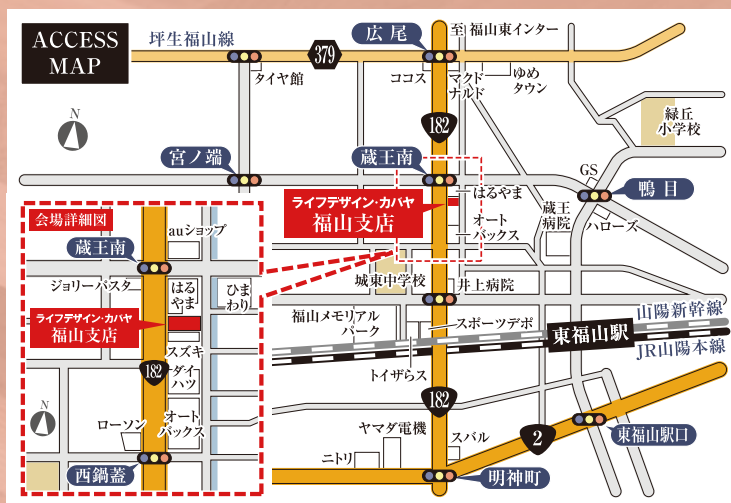 ACCESS
MAP
坪生福山線
379
広尾
至 福山東インター
タイヤ館
ココス
マクド
ナルド
ゆめ
タウン
N
182
緑丘
小学校
宮ノ端
蔵王南
GS
鴨目
ライフデザイン・カバヤ
福山支店
はるやま
オート
バックス
蔵王
病院
ハローズ
会場詳細図
auショップ
蔵王南
ジョリーパスタ
はる
やま
ひま
わり
ライフデザイン・カバヤ
福山支店
スズキ
182
ダイ
ハツ
N
ローソン
オート
バックス
西鍋蓋
城東中学校
井上病院
福山メモリアル
パーク
スポーツデポ
山陽新幹線
東福山駅
JR山陽本線
トイザらス
182
ヤマダ電機
スバル
2
東福山駅口
ニトリ
明神町